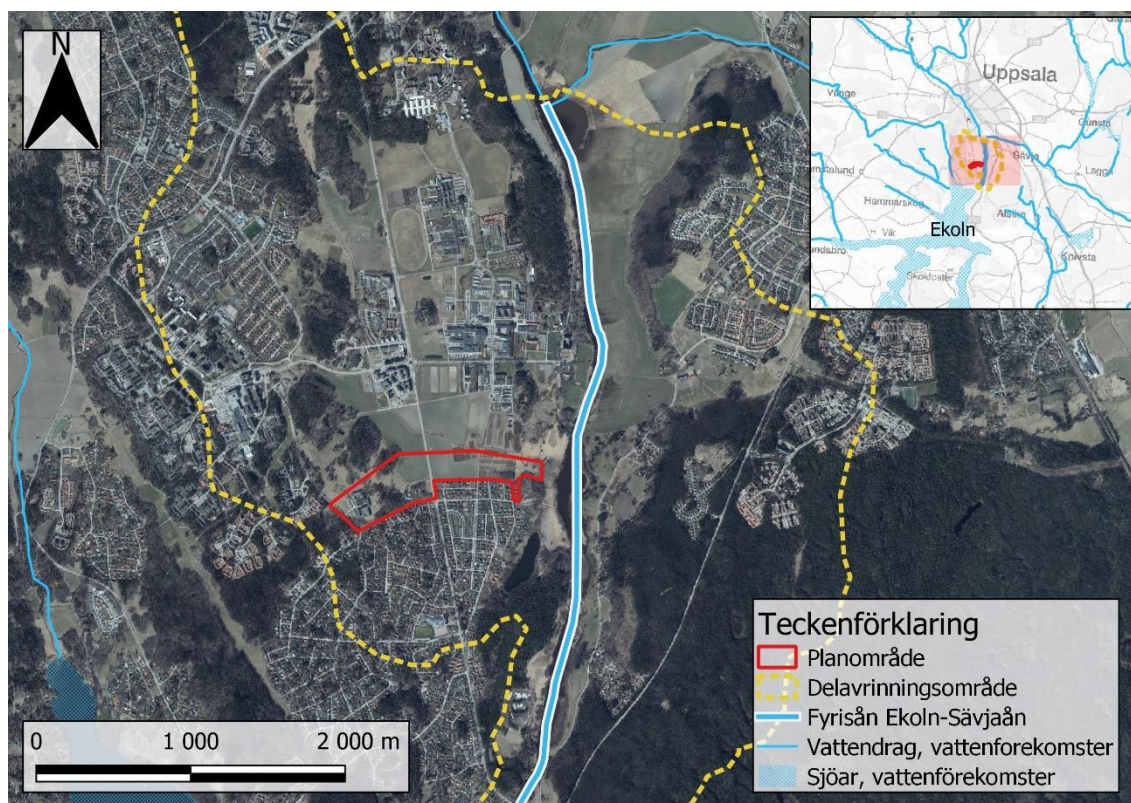 N
Uppsala
Vänge
Gunsta
Sävja
Lagga
Hammarskog
Alsike
Ekoln
Vik
Knivsta
Skokloster
Teckenförklaring
Planområde
Delavrinningsområde
Fyrisån Ekoln-Sävjaån
Vattendrag, vattenforekomster
Sjöar, vattenförekomster
0 1 000 2 000 m